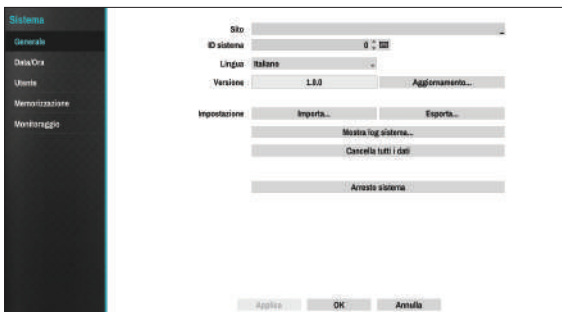 Sistema
Generale
Data/Ora
Utente
Memorizzazione
Monitoraggio
Sito
ID sistema 0
Lingua Italiano
Versione 1.0.0 Aggiornamento...
Impostazione Importa... Esporta...
Mostra log sistema...
Cancella tutti i dati
Arresto sistema
Applica OK Annulla